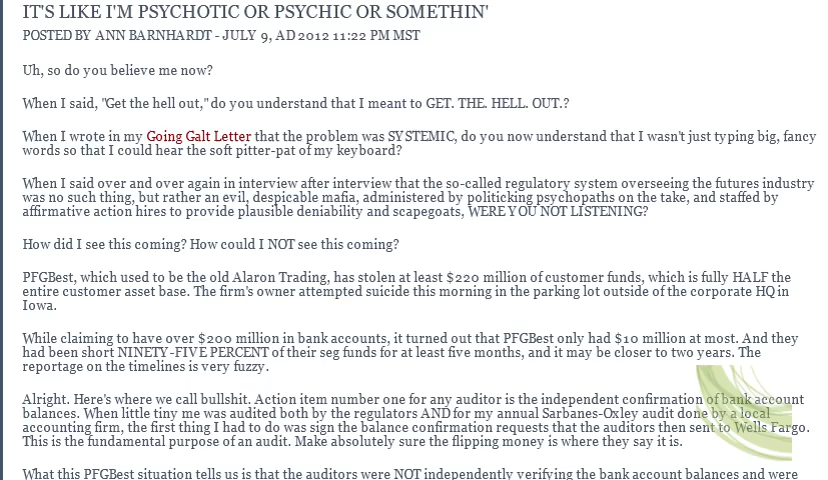 IT'S LIKE I'M PSYCHOTIC OR PSYCHIC OR SOMETHIN'
POSTED BY ANN BARNHARDT - JULY 9, AD 2012 11:22 PM MST
Uh, so do you believe me now?
When I said, "Get the hell out," do you understand that I meant to GET. THE. HELL. OUT.?
When I wrote in my Going Galt Letter that the problem was SYSTEMIC, do you now understand that I wasn't just typing big, fancy
words so that I could hear the soft pitter-pat of my keyboard?
When I said over and over again in interview after interview that the so-called regulatory system overseeing the futures industry
was no such thing, but rather an evil, despicable mafia, administered by politicking psychopaths on the take, and staffed by
affirmative action hires to provide plausible deniability and scapegoats, WERE YOU NOT LISTENING?
How did I see this coming? How could I NOT see this coming?
PFGBest, which used to be the old Alaron Trading, has stolen at least $220 million of customer funds, which is fully HALF the
entire customer asset base. The firm's owner attempted suicide this morning in the parking lot outside of the corporate HQ in
Iowa.
While claiming to have over $200 million in bank accounts, it turned out that PFGBest only had $10 million at most. And they
had been short NINETY-FIVE PERCENT of their seg funds for at least five months, and it may be closer to two years. The
reportage on the timelines is very fuzzy.
Alright. Here's where we call bullshit. Action item number one for any auditor is the independent confirmation of bank account
balances. When little tiny me was audited both by the regulators AND for my annual Sarbanes-Oxley audit done by a local
accounting firm, the first thing I had to do was sign the balance confirmation requests that the auditors then sent to Wells Fargo.
This is the fundamental purpose of an audit. Make absolutely sure the flipping money is where they say it is.
What this PFGBest situation tells us is that the auditors were NOT independently verifying the bank account balances and were